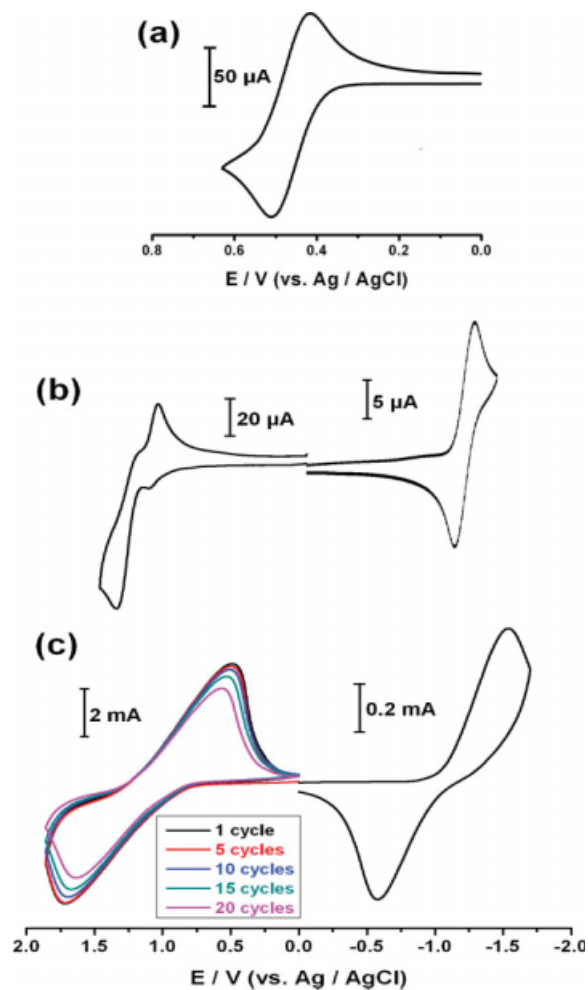 (a)
50 µA
0.8 0.6 0.4 0.2 0.0
E / V (vs. Ag / AgCl)
(b)
20 µA
5 µA
(c)
2 mA
0.2 mA
1 cycle
5 cycles
10 cycles
15 cycles
20 cycles
2.0 1.5 1.0 0.5 0.0 -0.5 -1.0 -1.5 -2.0
E / V (vs. Ag / AgCl)